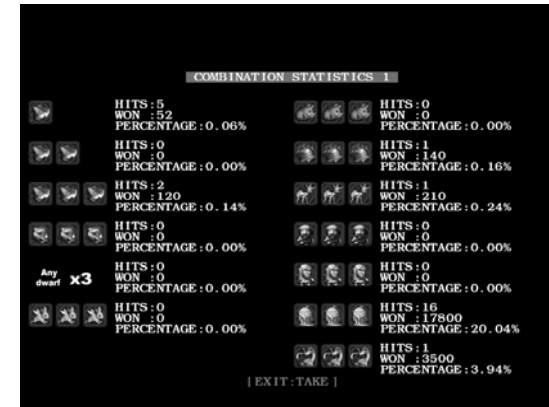 COMBINATION STATISTICS 1
HITS:5
WON :52
PERCENTAGE:0.06%
HITS:0
WON :0
PERCENTAGE:0.00%
HITS:2
WON :120
PERCENTAGE:0.14%
HITS:0
WON :0
PERCENTAGE:0.00%
Any
dwarf x3
HITS:0
WON :0
PERCENTAGE:0.00%
HITS:0
WON :0
PERCENTAGE:0.00%
HITS:0
WON :0
PERCENTAGE:0.00%
HITS:1
WON :140
PERCENTAGE:0.16%
HITS:1
WON :210
PERCENTAGE:0.24%
HITS:0
WON :0
PERCENTAGE:0.00%
HITS:0
WON :0
PERCENTAGE:0.00%
HITS:16
WON :17800
PERCENTAGE:20.04%
HITS:1
WON :3500
PERCENTAGE:3.94%
[EXIT:TAKE ]